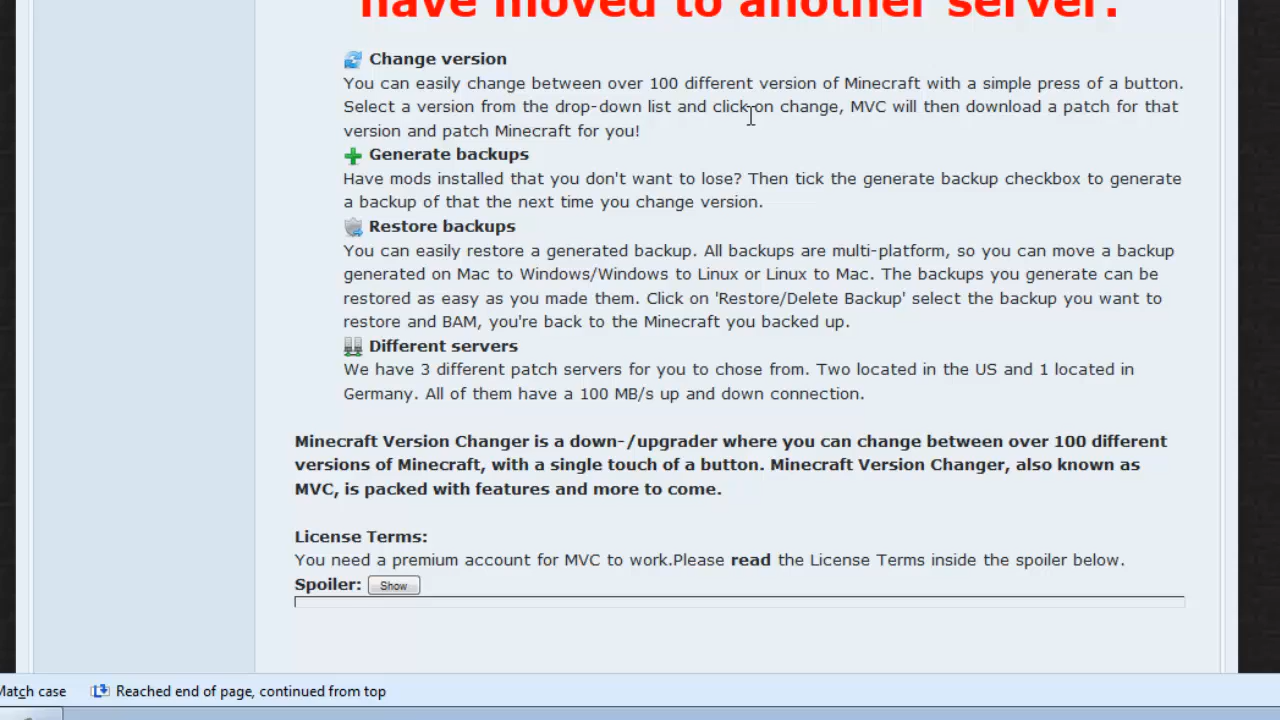 have moved to another server.
Change version
You can easily change between over 100 different version of Minecraft with a simple press of a button.
Select a version from the drop-down list and click on change, MVC will then download a patch for that
version and patch Minecraft for you!
Generate backups
Have mods installed that you don't want to lose? Then tick the generate backup checkbox to generate
a backup of that the next time you change version.
Restore backups
You can easily restore a generated backup. All backups are multi-platform, so you can move a backup
generated on Mac to Windows/Windows to Linux or Linux to Mac. The backups you generate can be
restored as easy as you made them. Click on 'Restore/Delete Backup' select the backup you want to
restore and BAM, you're back to the Minecraft you backed up.
Different servers
We have 3 different patch servers for you to chose from. Two located in the US and 1 located in
Germany. All of them have a 100 MB/s up and down connection.
Minecraft Version Changer is a down-/upgrader where you can change between over 100 different
versions of Minecraft, with a single touch of a button. Minecraft Version Changer, also known as
MVC, is packed with features and more to come.
License Terms:
You need a premium account for MVC to work.Please read the License Terms inside the spoiler below.
Spoiler: Show
Match case Reached end of page, continued from top